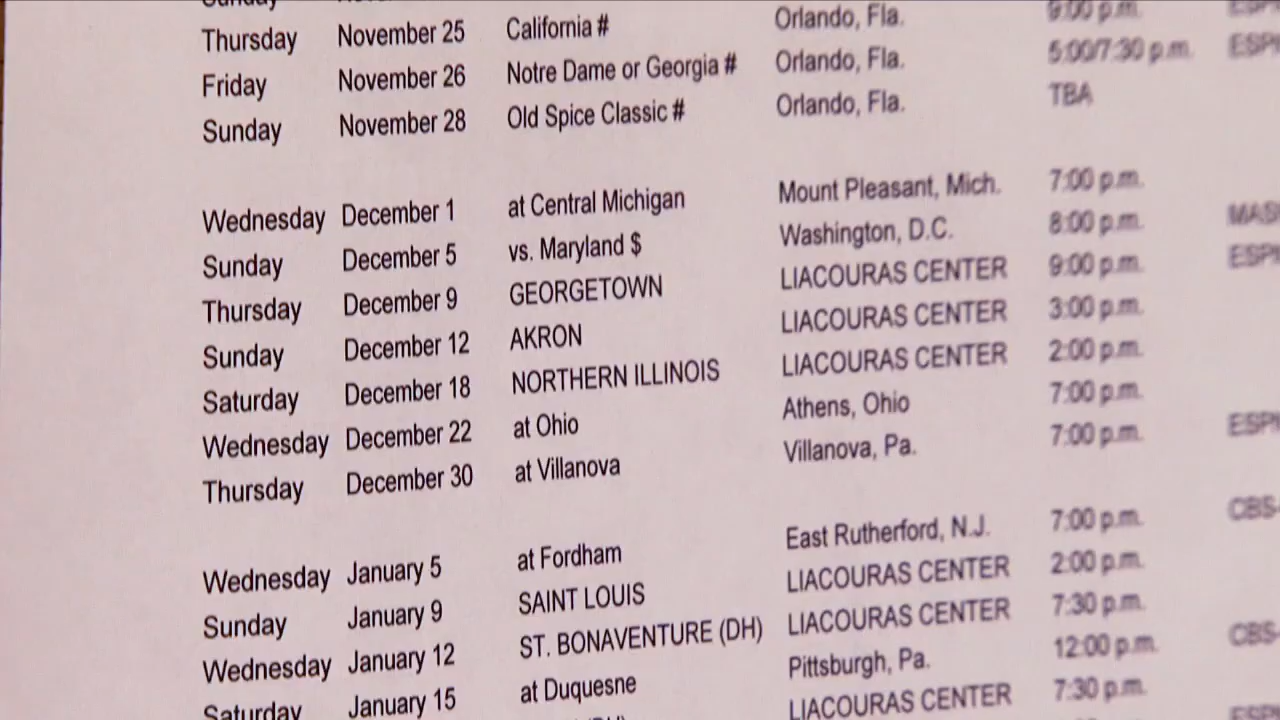 Sunday
Thursday November 25 California # Orlando, Fla. 9:00 p.m.
Friday November 26 Notre Dame or Georgia # Orlando, Fla. 5:00/7:30 p.m.
Sunday November 28 Old Spice Classic # Orlando, Fla. TBA
Wednesday December 1 at Central Michigan Mount Pleasant, Mich. 7:00 p.m.
Sunday December 5 vs. Maryland $ Washington, D.C. 8:00 p.m.
Thursday December 9 GEORGETOWN LIACOURAS CENTER 9:00 p.m.
Sunday December 12 AKRON LIACOURAS CENTER 3:00 p.m.
Saturday December 18 NORTHERN ILLINOIS LIACOURAS CENTER 2:00 p.m.
Wednesday December 22 at Ohio Athens, Ohio 7:00 p.m.
Thursday December 30 at Villanova Villanova, Pa. 7:00 p.m.
Wednesday January 5 at Fordham East Rutherford, N.J. 7:00 p.m.
Sunday January 9 SAINT LOUIS LIACOURAS CENTER 2:00 p.m.
Wednesday January 12 ST. BONAVENTURE (DH) LIACOURAS CENTER 7:30 p.m.
Saturday January 15 at Duquesne Pittsburgh, Pa. 12:00 p.m. CBS-
LIACOURAS CENTER 7:30 p.m.